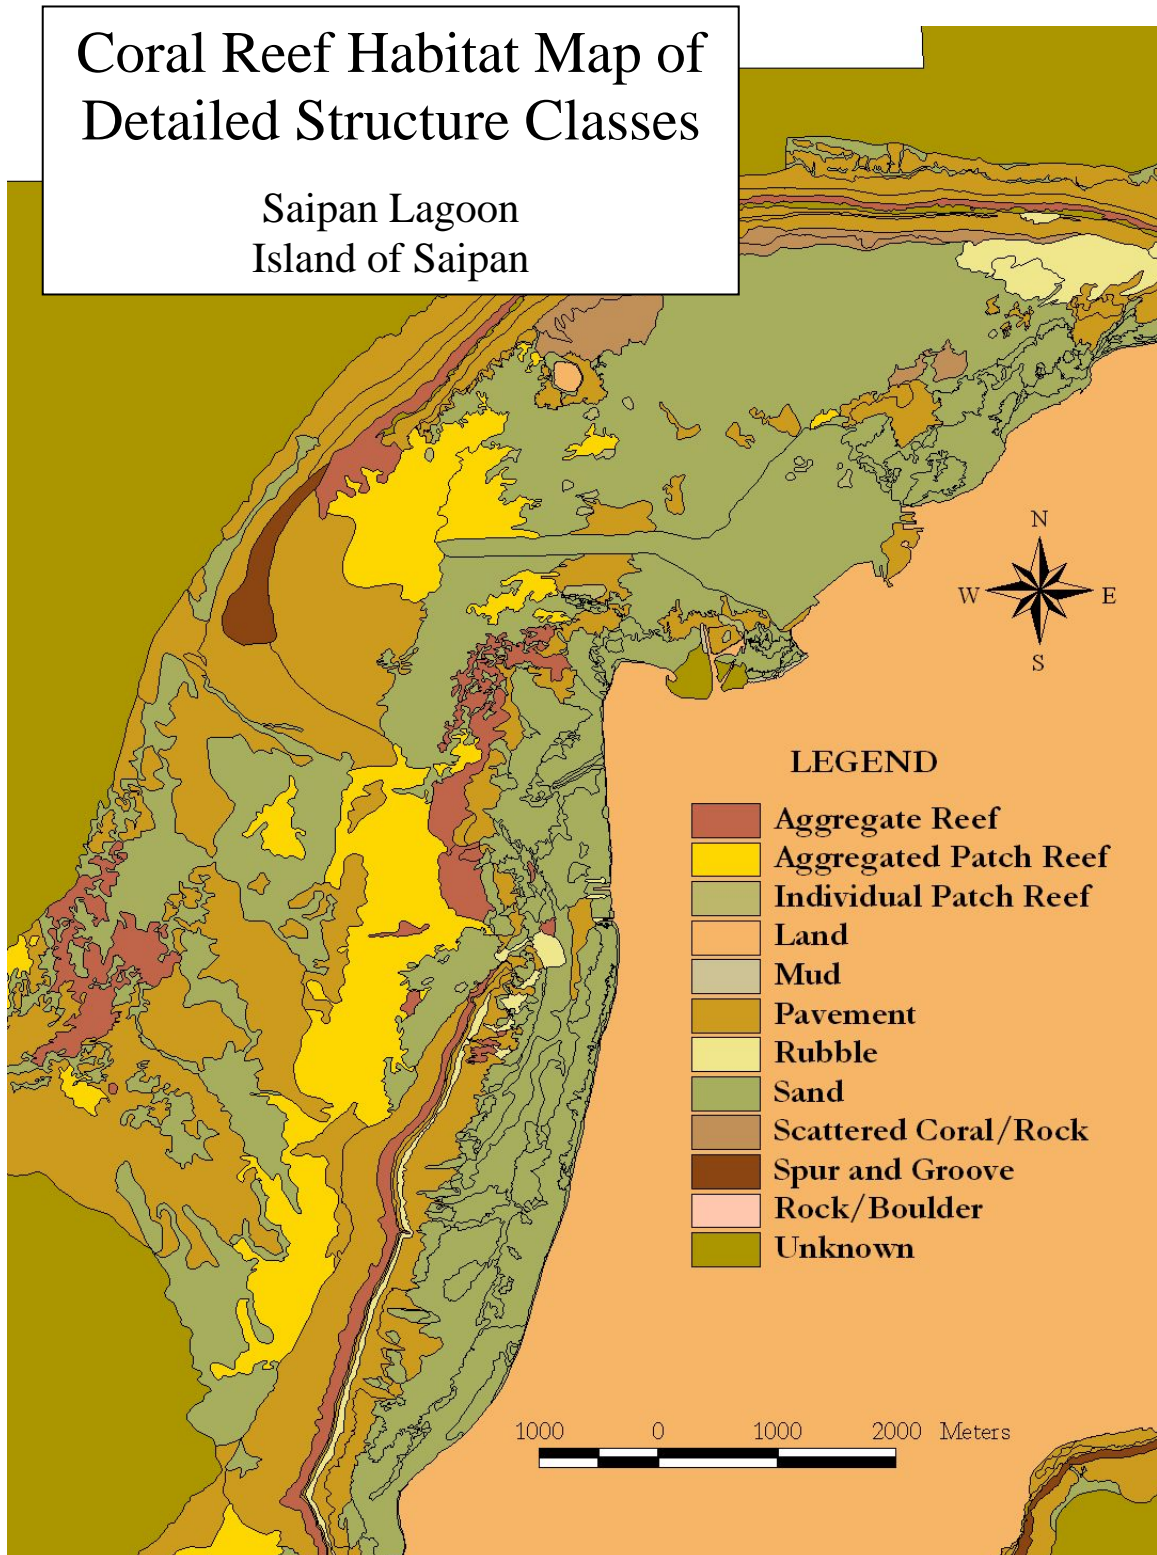 Coral Reef Habitat Map of
Detailed Structure Classes
Saipan Lagoon
Island of Saipan
N
W
E
S
LEGEND
Aggregate Reef
Aggregated Patch Reef
Individual Patch Reef
Land
Mud
Pavement
Rubble
Sand
Scattered Coral/Rock
Spur and Groove
Rock/Boulder
Unknown
1000 0 1000 2000 Meters